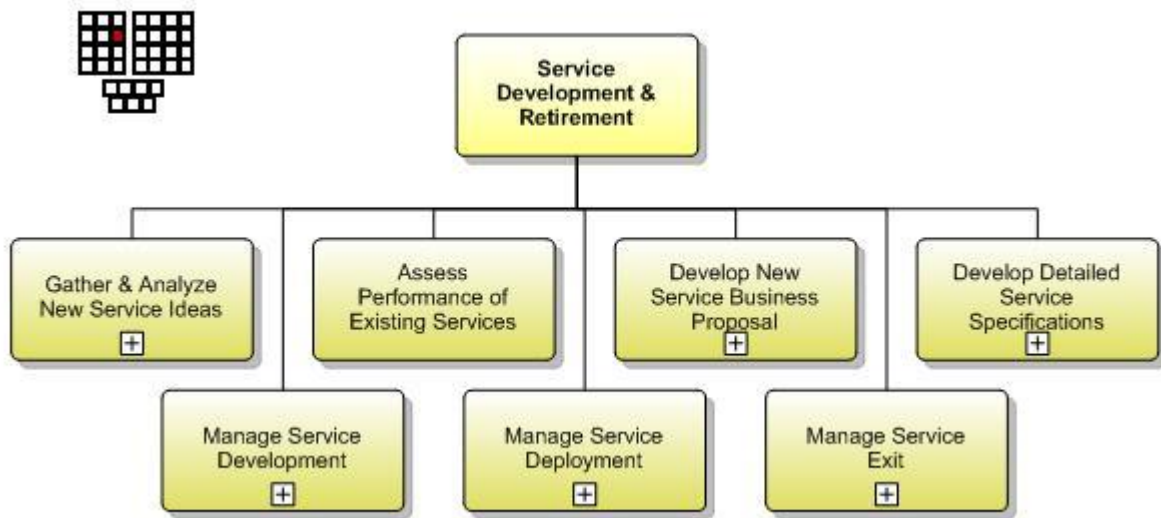 Service
Development &
Retirement
Gather & Analyze
New Service Ideas
Assess
Performance of
Existing Services
Develop New
Service Business
Proposal
Develop Detailed
Service
Specifications
Manage Service
Development
Manage Service
Deployment
Manage Service
Exit